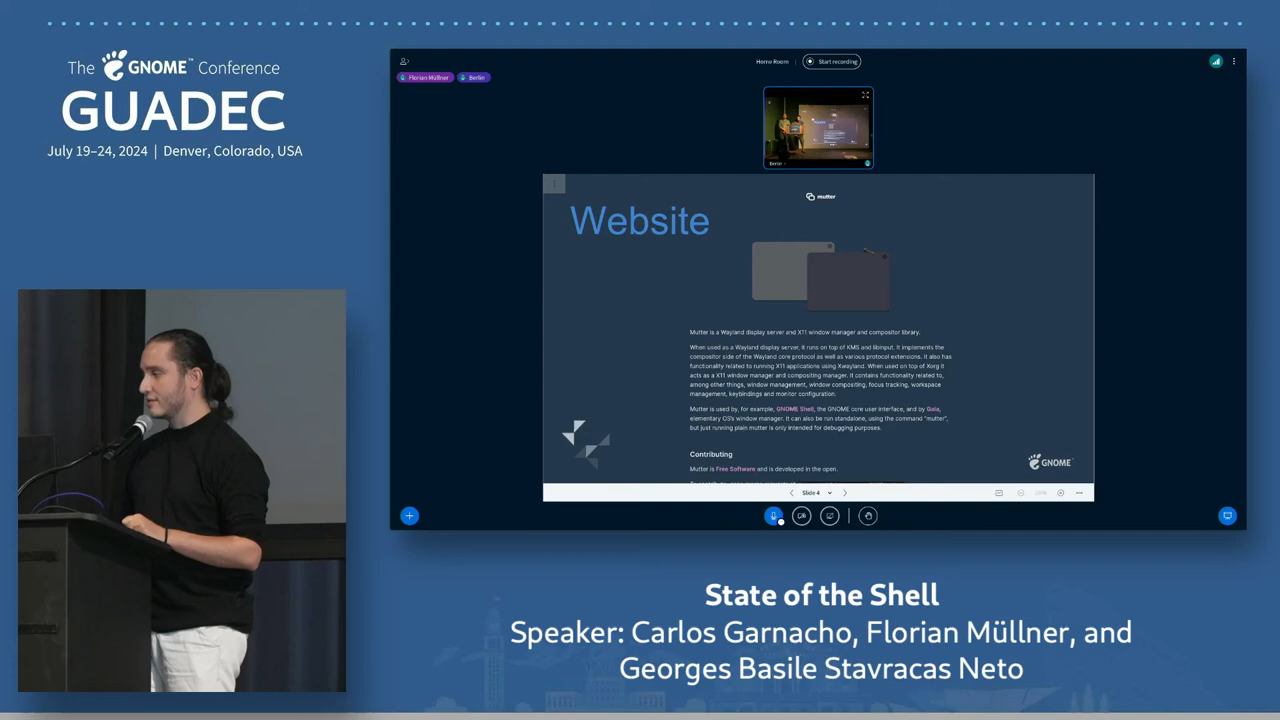 The GNOME™ Conference
GUADEC
July 19–24, 2024 | Denver, Colorado, USA
Florian Müllner
Berlin
Home Room
Start recording
Berlin
mutter
Website
Mutter is a Wayland display server and X11 window manager and compositor library.
When used as a Wayland display server, it runs on top of KMS and libinput. It implements the
compositor side of the Wayland core protocol as well as various protocol extensions. It also has
functionality related to running X11 applications using Xwayland. When used on top of Xorg it
acts as a X11 window manager and compositing manager. It contains functionality related to,
among other things, window management, window compositing, focus tracking, workspace
management, keybindings and monitor configuration.
Mutter is used by, for example, GNOME Shell, the GNOME core user interface, and by Gala,
elementary OS's window manager. It can also be run standalone, using the command "mutter",
but just running plain mutter is only intended for debugging purposes.
Contributing
Mutter is Free Software and is developed in the open.
GNOME
Slide 4
State of the Shell
Speaker: Carlos Garnacho, Florian Müllner, and
Georges Basile Stavracas Neto